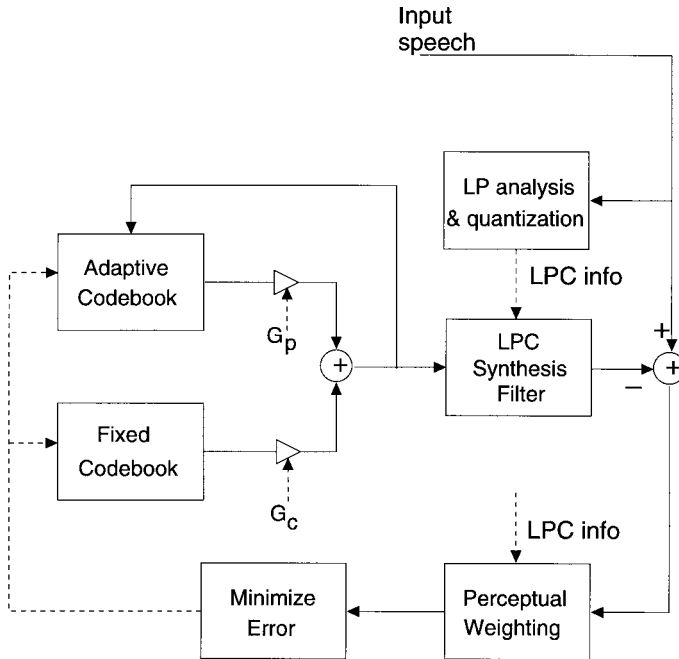 Input
speech
LP analysis
& quantization
LPC info
Adaptive
Codebook
Gp
+
LPC
Synthesis
Filter
+
+
−
Fixed
Codebook
Gc
LPC info
Minimize
Error
Perceptual
Weighting